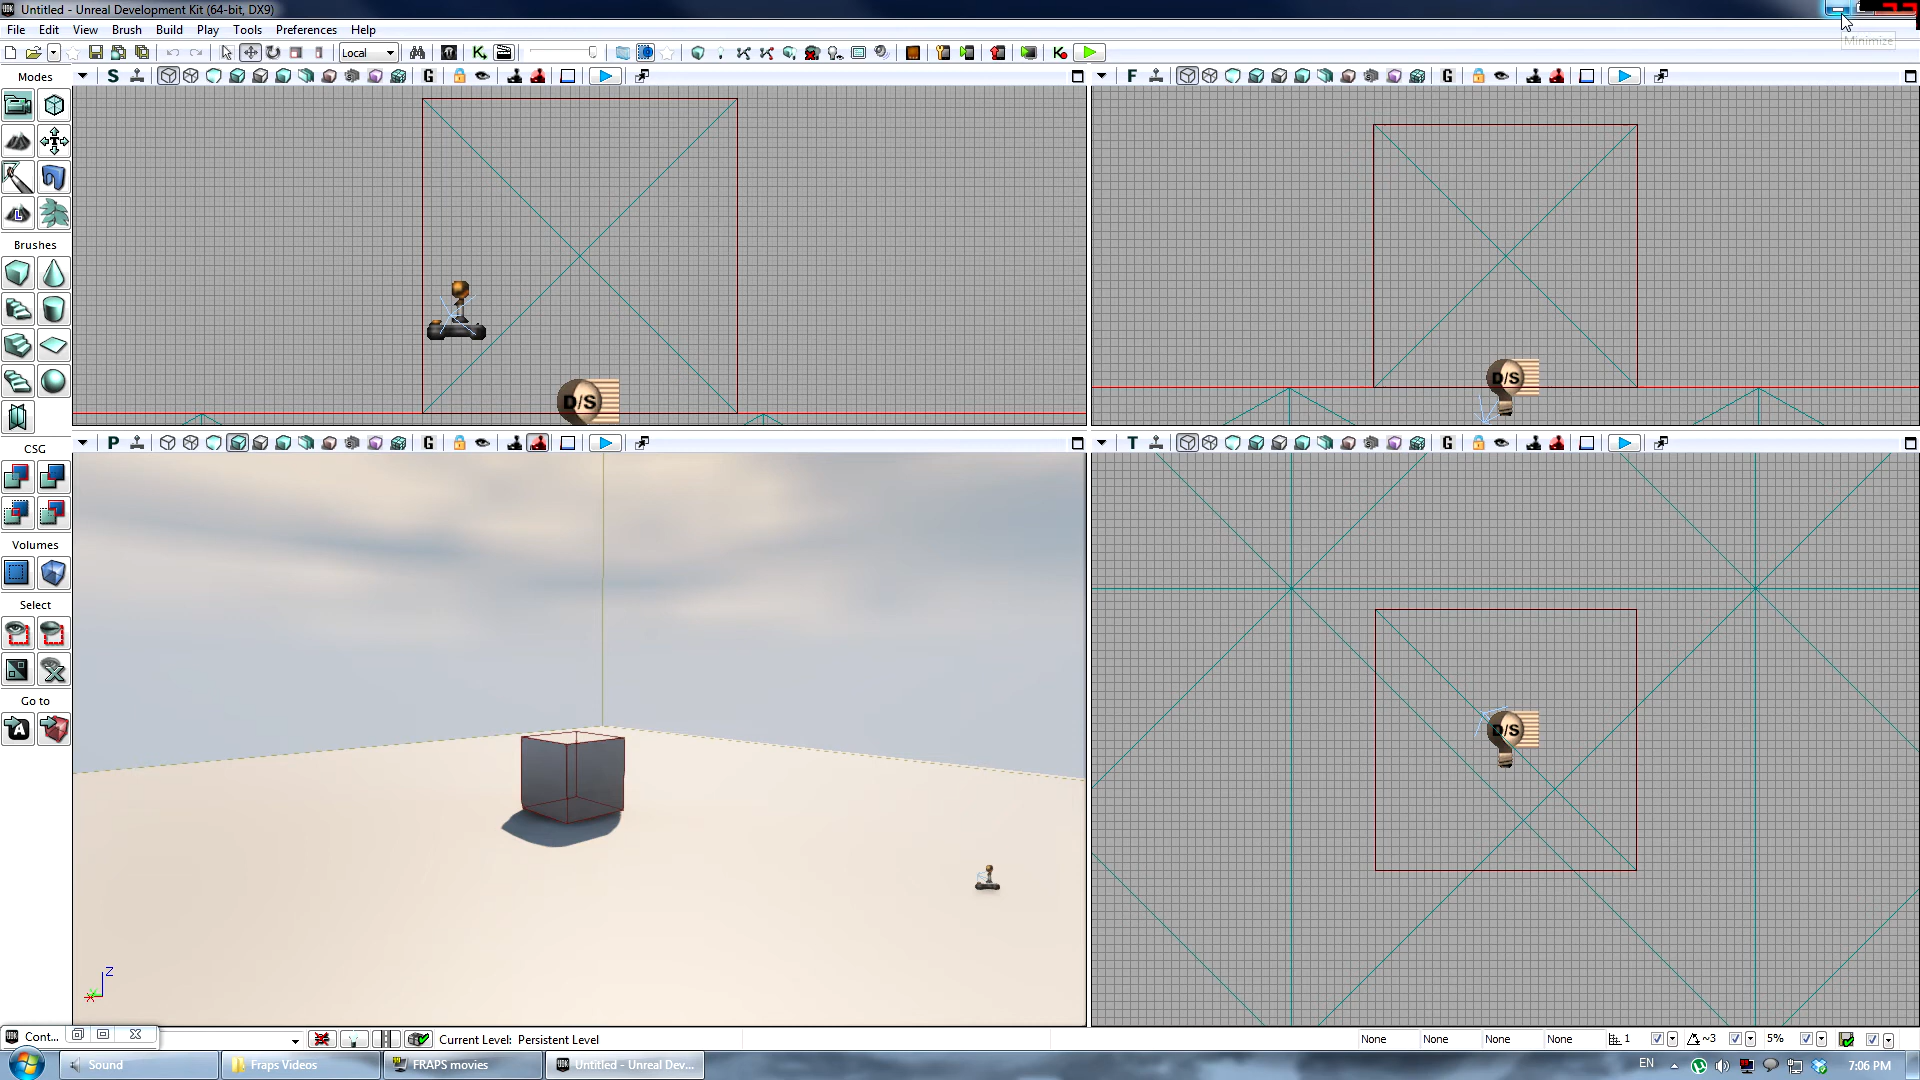 Untitled - Unreal Development Kit (64-bit, DX9)
Minimize
File Edit View Brush Build Play Tools Preferences Help
Local
Modes
S G
F G
D/S
D/S
Brushes
CSG
P G
T G
D/S
Volumes
Select
Go to
A
Z
Cont...
Current Level: Persistent Level
None None None None 1 ~3 5%
Sound
Fraps Videos
FRAPS movies
Untitled - Unreal Dev...
EN
7:06 PM